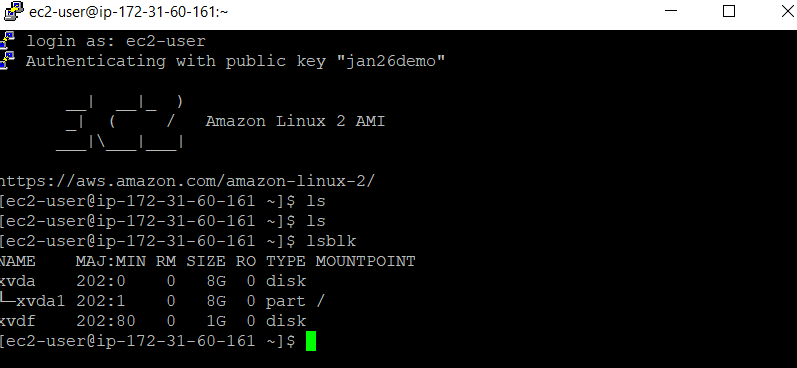 ec2-user@ip-172-31-60-161:~
login as: ec2-user
Authenticating with public key "jan26demo"
       __|  __|_  )
       _|  (     /   Amazon Linux 2 AMI
      ___|\___|___|
https://aws.amazon.com/amazon-linux-2/
[ec2-user@ip-172-31-60-161 ~]$ ls
[ec2-user@ip-172-31-60-161 ~]$ ls
[ec2-user@ip-172-31-60-161 ~]$ lsblk
NAME    MAJ:MIN RM SIZE RO TYPE MOUNTPOINT
xvda    202:0    0   8G  0 disk
└─xvda1 202:1    0   8G  0 part /
xvdf    202:80   0   1G  0 disk
[ec2-user@ip-172-31-60-161 ~]$